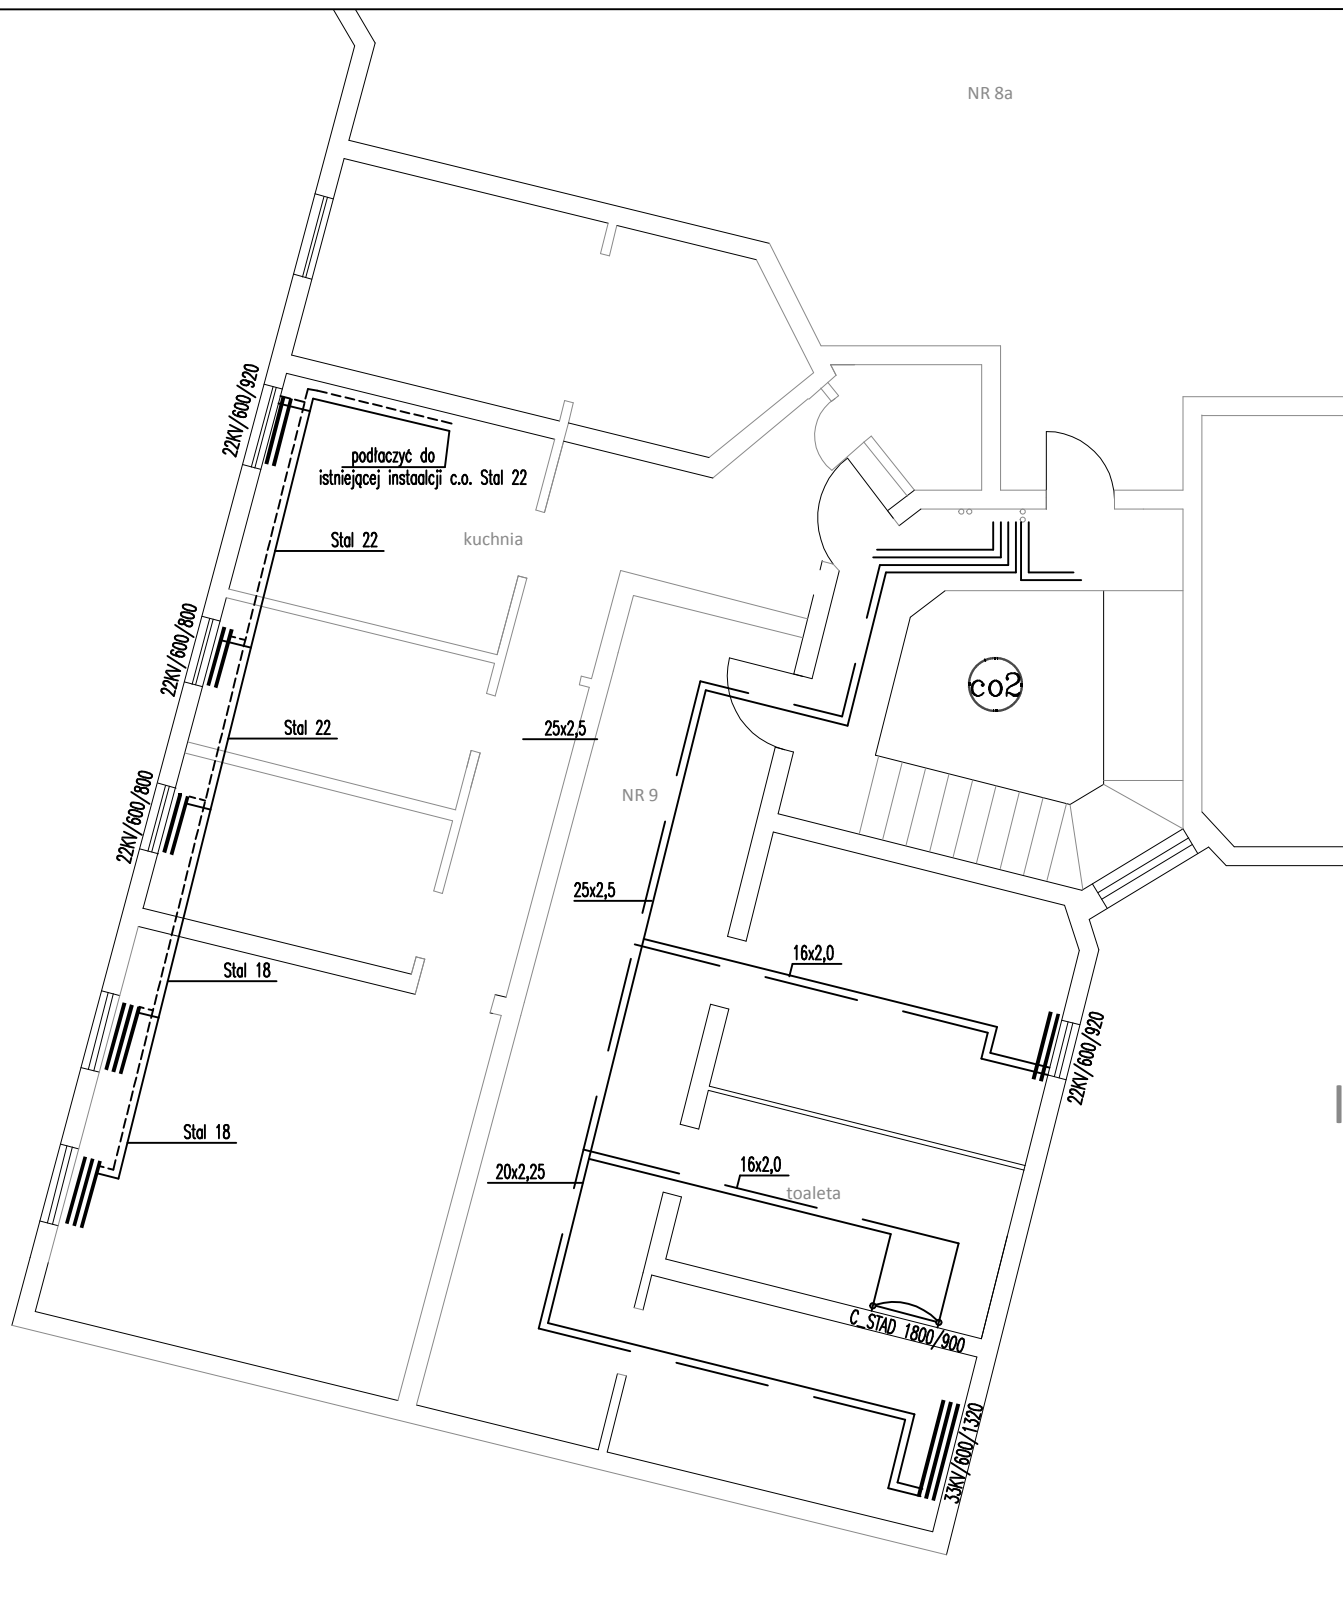 NR 8a
22KV/600/920
podłaczyć do
istniejącej instaalcji c.o. Stal 22
Stal 22
kuchnia
22KV/600/800
co2
Stal 22
25x2,5
NR 9
22KV/600/800
25x2,5
16x2,0
Stal 18
22KV/600/920
Stal 18
20x2,25
16x2,0
toaleta
C_STAD 1800/900
33KV/600/1320